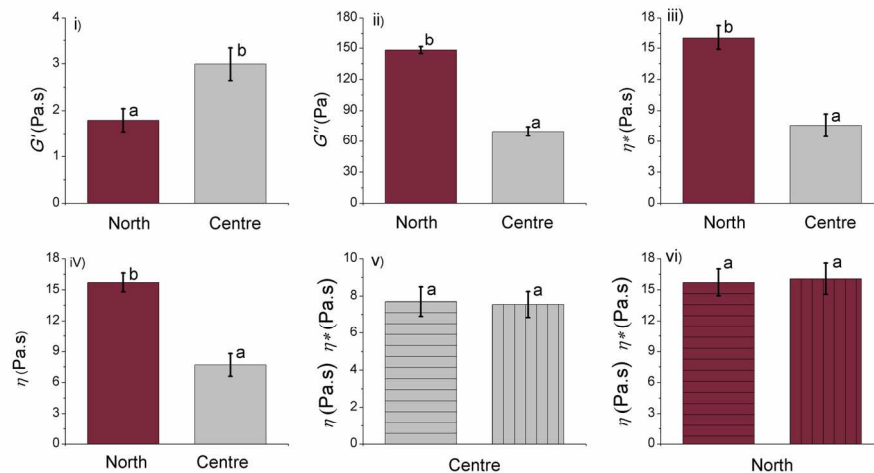 i)
4
3
2
1
0
G'(Pa.s)
a
b
North Centre
ii)
180
150
120
90
60
30
0
G''(Pa)
b
a
North Centre
iii)
18
15
12
9
6
3
0
η*(Pa.s)
b
a
North Centre
iv)
18
15
12
9
6
3
0
η (Pa.s)
b
a
North Centre
v)
10
8
6
4
2
0
η (Pa.s) η*(Pa.s)
a
a
Centre
vi)
18
15
12
9
6
3
0
η (Pa.s) η*(Pa.s)
a
a
North